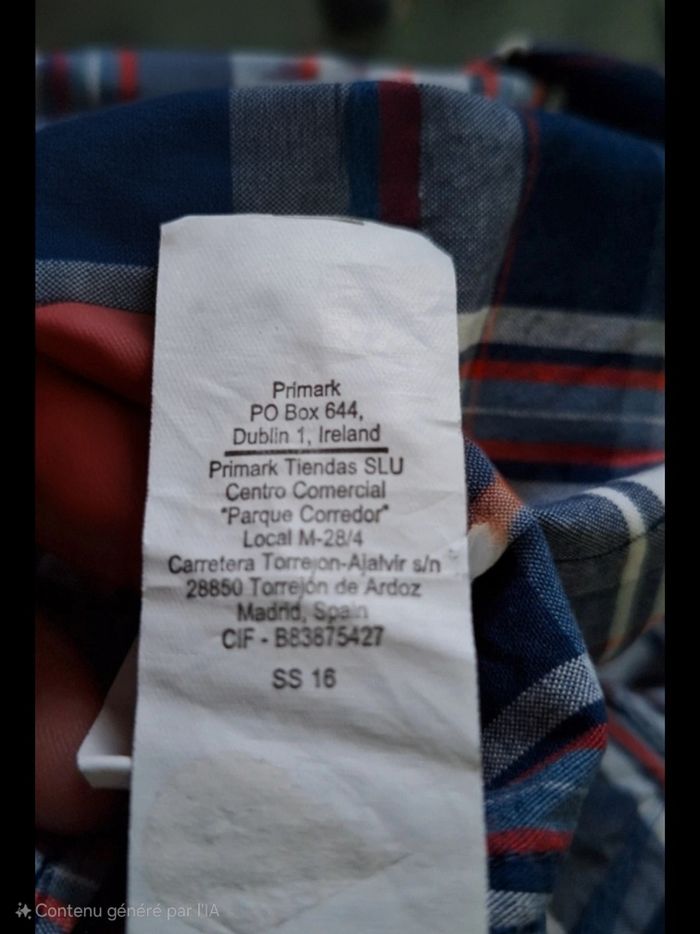 Primark
PO Box 644,
Dublin 1, Ireland
Primark Tiendas SLU
Centro Comercial
"Parque Corredor"
Local M-28/4
Carretera Torrejon-Ajalvir s/n
28850 Torrejón de Ardoz
Madrid, Spain
CIF - B83875427
SS 16
Contenu généré par l'IA